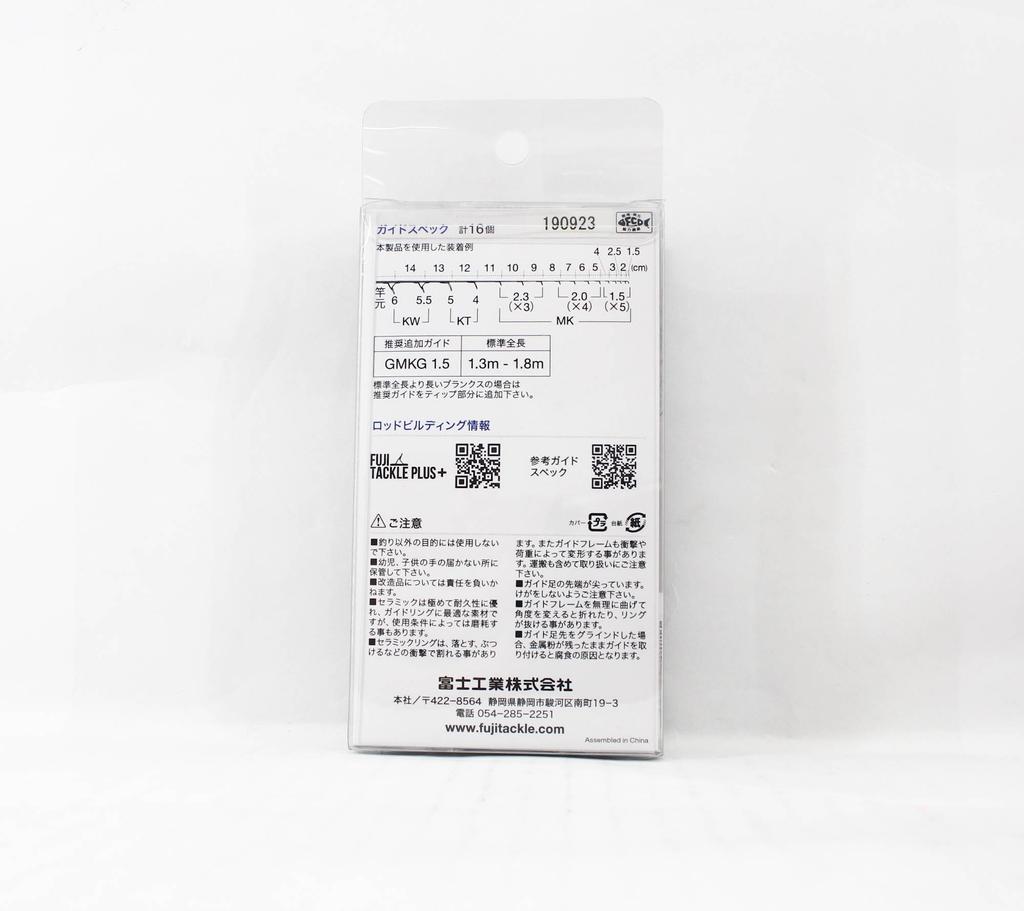 ガイドスペック 計16個 190923
本製品を使用した装着例 4 2.5 1.5
14 13 12 11 10 9 8 7 6 5 3 2 (cm)
竿元 6 5.5 5 4 2.3 2.0 1.5
(×3) (×4) (×5)
KW KT MK
推奨追加ガイド 標準全長
GMKG 1.5 1.3m - 1.8m
標準全長より長いブランクスの場合は
推奨ガイドをティップ部分に追加下さい。
ロッドビルディング情報
FUJI
TACKLE PLUS+
参考ガイド
スペック
⚠ご注意 カバー プラ 台紙 紙
■釣り以外の目的には使用しない
で下さい。
■幼児、子供の手の届かない所に
保管して下さい。
■改造品については責任を負いか
ねます。
■セラミックは極めて耐久性に優
れ、ガイドリングに最適な素材で
すが、使用条件によっては磨耗す
る事もあります。
■セラミックリングは、落とす、ぶつ
けるなどの衝撃で割れる事があり
ます。またガイドフレームも衝撃や
荷重によって変形する事がありま
す。運搬も含めて取り扱いにご注意
下さい。
■ガイド足の先端が尖っています。
けがをしないようご注意下さい。
■ガイドフレームを無理に曲げて
角度を変えると折れたり、リング
が抜ける事があります。
■ガイド足先をグラインドした場
合、金属粉が残ったままガイドを取
り付けると腐食の原因となります。
富士工業株式会社
本社/〒422-8564 静岡県静岡市駿河区南町19-3
電話 054-285-2251
www.fujitackle.com
Assembled in China